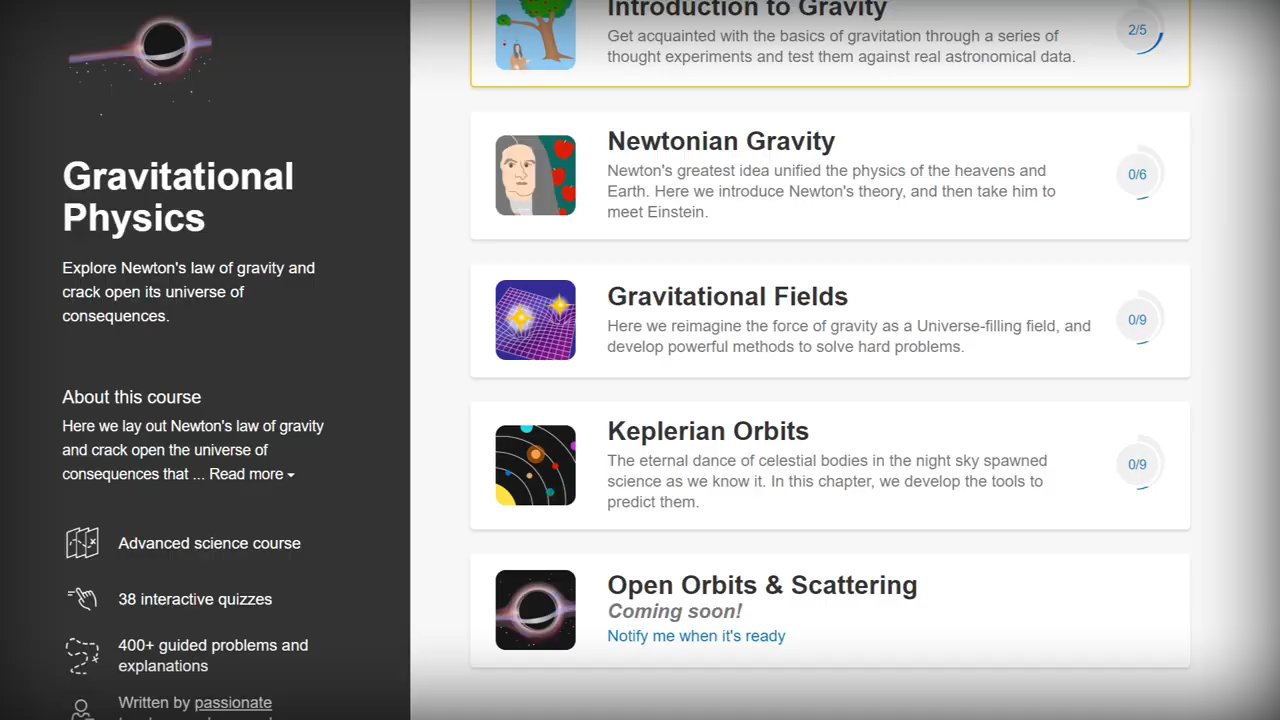 Gravitational
Physics
Explore Newton's law of gravity and
crack open its universe of
consequences.
About this course
Here we lay out Newton's law of gravity
and crack open the universe of
consequences that ... Read more
Advanced science course
38 interactive quizzes
400+ guided problems and
explanations
Written by passionate
Introduction to Gravity
Get acquainted with the basics of gravitation through a series of
thought experiments and test them against real astronomical data.
2/5
Newtonian Gravity
Newton's greatest idea unified the physics of the heavens and
Earth. Here we introduce Newton's theory, and then take him to
meet Einstein.
0/6
Gravitational Fields
Here we reimagine the force of gravity as a Universe-filling field, and
develop powerful methods to solve hard problems.
0/9
Keplerian Orbits
The eternal dance of celestial bodies in the night sky spawned
science as we know it. In this chapter, we develop the tools to
predict them.
0/9
Open Orbits & Scattering
Coming soon!
Notify me when it's ready